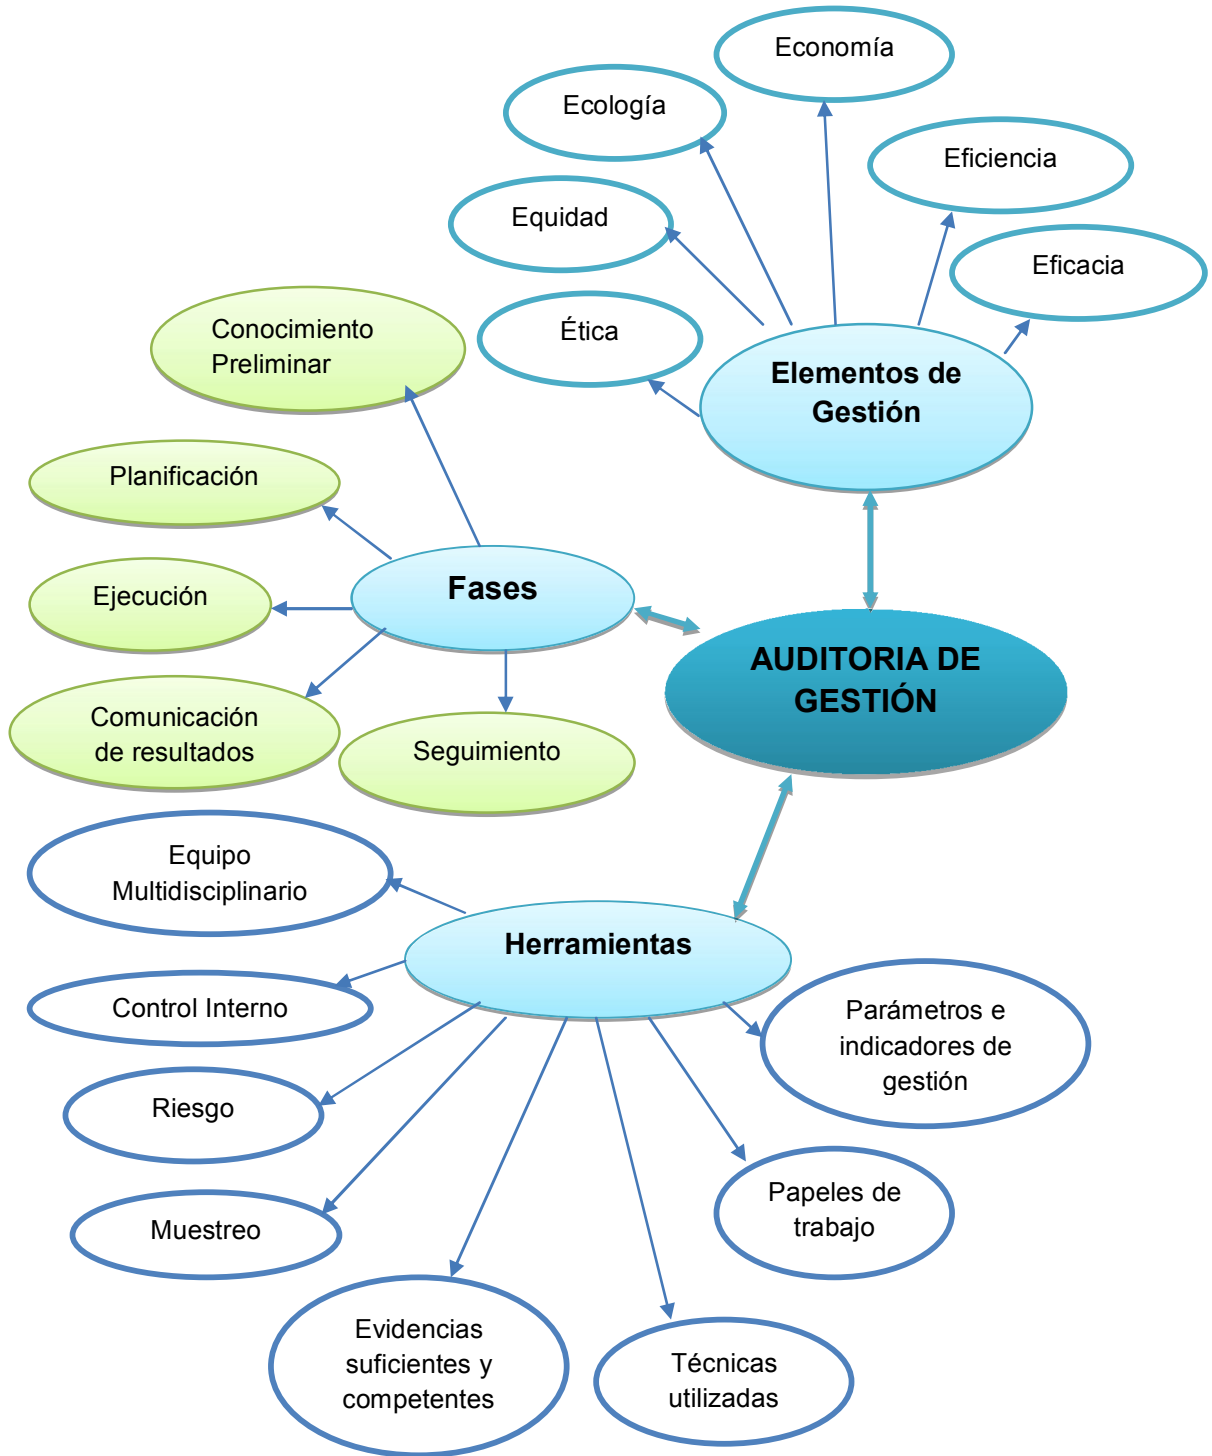 Economía
Ecología
Eficiencia
Equidad
Eficacia
Ética
Conocimiento
Preliminar
Elementos de
Gestión
Planificación
Fases
Ejecución
AUDITORIA DE
GESTIÓN
Comunicación
de resultados
Seguimiento
Equipo
Multidisciplinario
Herramientas
Control Interno
Parámetros e
indicadores de
gestión
Riesgo
Papeles de
trabajo
Muestreo
Evidencias
suficientes y
competentes
Técnicas
utilizadas